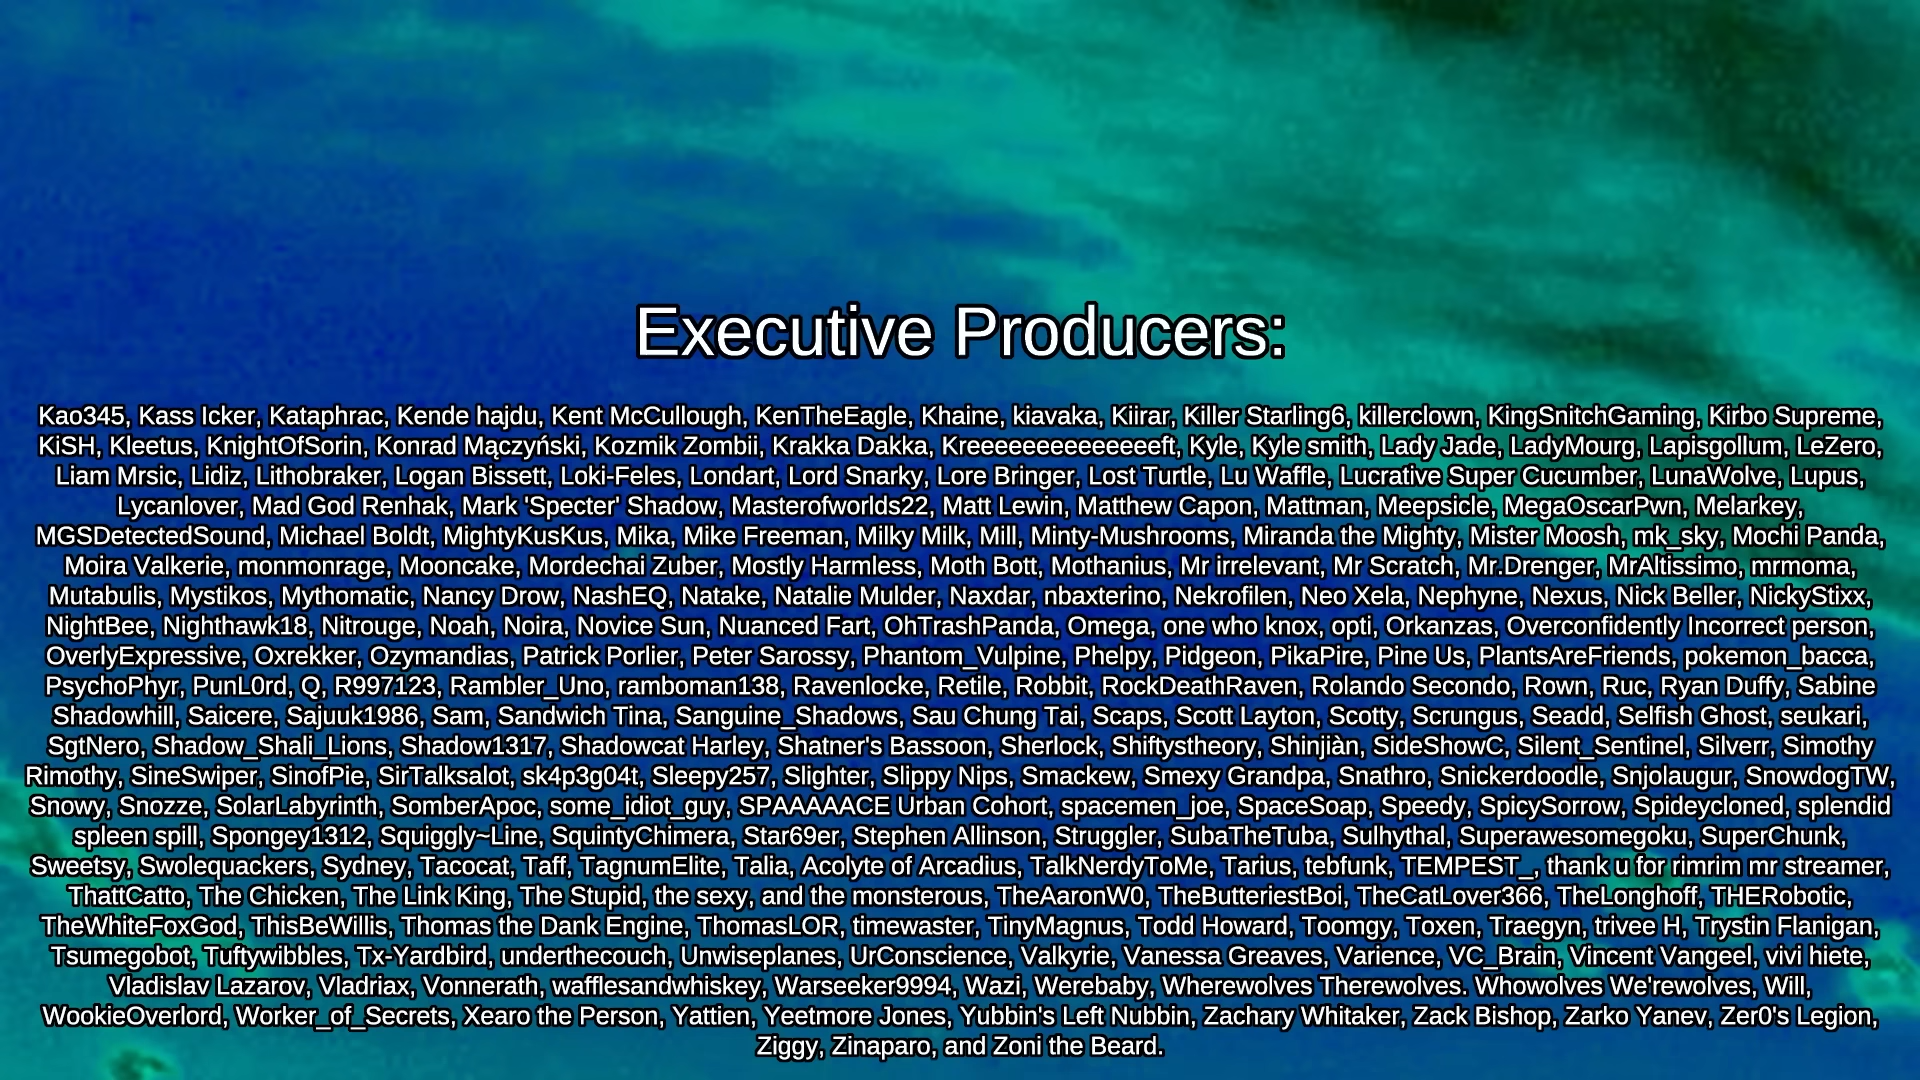 Executive Producers:
Kao345, Kass Icker, Kataphrac, Kende hajdu, Kent McCullough, KenTheEagle, Khaine, kiavaka, Kiirar, Killer Starling6, killerclown, KingSnitchGaming, Kirbo Supreme,
KiSH, Kleetus, KnightOfSorin, Konrad Mączyński, Kozmik Zombii, Krakka Dakka, Kreeeeeeeeeeeeeeft, Kyle, Kyle smith, Lady Jade, LadyMourg, Lapisgollum, LeZero,
Liam Mrsic, Lidiz, Lithobraker, Logan Bissett, Loki-Feles, Londart, Lord Snarky, Lore Bringer, Lost Turtle, Lu Waffle, Lucrative Super Cucumber, LunaWolve, Lupus,
Lycanlover, Mad God Renhak, Mark 'Specter' Shadow, Masterofworlds22, Matt Lewin, Matthew Capon, Mattman, Meepsicle, MegaOscarPwn, Melarkey,
MGSDetectedSound, Michael Boldt, MightyKusKus, Mika, Mike Freeman, Milky Milk, Mill, Minty-Mushrooms, Miranda the Mighty, Mister Moosh, mk_sky, Mochi Panda,
Moira Valkerie, monmonrage, Mooncake, Mordechai Zuber, Mostly Harmless, Moth Bott, Mothanius, Mr irrelevant, Mr Scratch, Mr.Drenger, MrAltissimo, mrmoma,
Mutabulis, Mystikos, Mythomatic, Nancy Drow, NashEQ, Natake, Natalie Mulder, Naxdar, nbaxterino, Nekrofilen, Neo Xela, Nephyne, Nexus, Nick Beller, NickyStixx,
NightBee, Nighthawk18, Nitrouge, Noah, Noira, Novice Sun, Nuanced Fart, OhTrashPanda, Omega, one who knox, opti, Orkanzas, Overconfidently Incorrect person,
OverlyExpressive, Oxrekker, Ozymandias, Patrick Porlier, Peter Sarossy, Phantom_Vulpine, Phelpy, Pidgeon, PikaPire, Pine Us, PlantsAreFriends, pokemon_bacca,
PsychoPhyr, PunL0rd, Q, R997123, Rambler_Uno, ramboman138, Ravenlocke, Retile, Robbit, RockDeathRaven, Rolando Secondo, Rown, Ruc, Ryan Duffy, Sabine
Shadowhill, Saicere, Sajuuk1986, Sam, Sandwich Tina, Sanguine_Shadows, Sau Chung Tai, Scaps, Scott Layton, Scotty, Scrungus, Seadd, Selfish Ghost, seukari,
SgtNero, Shadow_Shali_Lions, Shadow1317, Shadowcat Harley, Shatner's Bassoon, Sherlock, Shiftystheory, Shinjiàn, SideShowC, Silent_Sentinel, Silverr, Simothy
Rimothy, SineSwiper, SinofPie, SirTalksalot, sk4p3g04t, Sleepy257, Slighter, Slippy Nips, Smackew, Smexy Grandpa, Snathro, Snickerdoodle, Snjolaugur, SnowdogTW,
Snowy, Snozze, SolarLabyrinth, SomberApoc, some_idiot_guy, SPAAAAACE Urban Cohort, spacemen_joe, SpaceSoap, Speedy, SpicySorrow, Spideycloned, splendid
spleen spill, Spongey1312, Squiggly~Line, SquintyChimera, Star69er, Stephen Allinson, Struggler, SubaTheTuba, Sulhythal, Superawesomegoku, SuperChunk,
Sweetsy, Swolequackers, Sydney, Tacocat, Taff, TagnumElite, Talia, Acolyte of Arcadius, TalkNerdyToMe, Tarius, tebfunk, TEMPEST_, thank u for rimrim mr streamer,
ThattCatto, The Chicken, The Link King, The Stupid, the sexy, and the monsterous, TheAaronW0, TheButteriestBoi, TheCatLover366, TheLonghoff, THERobotic,
TheWhiteFoxGod, ThisBeWillis, Thomas the Dank Engine, ThomasLOR, timewaster, TinyMagnus, Todd Howard, Toomgy, Toxen, Traegyn, trivee H, Trystin Flanigan,
Tsumegobot, Tuftywibbles, Tx-Yardbird, underthecouch, Unwiseplanes, UrConscience, Valkyrie, Vanessa Greaves, Varience, VC_Brain, Vincent Vangeel, vivi hiete,
Vladislav Lazarov, Vladriax, Vonnerath, wafflesandwhiskey, Warseeker9994, Wazi, Werebaby, Wherewolves Therewolves. Whowolves We'rewolves, Will,
WookieOverlord, Worker_of_Secrets, Xearo the Person, Yattien, Yeetmore Jones, Yubbin's Left Nubbin, Zachary Whitaker, Zack Bishop, Zarko Yanev, Zer0's Legion,
Ziggy, Zinaparo, and Zoni the Beard.